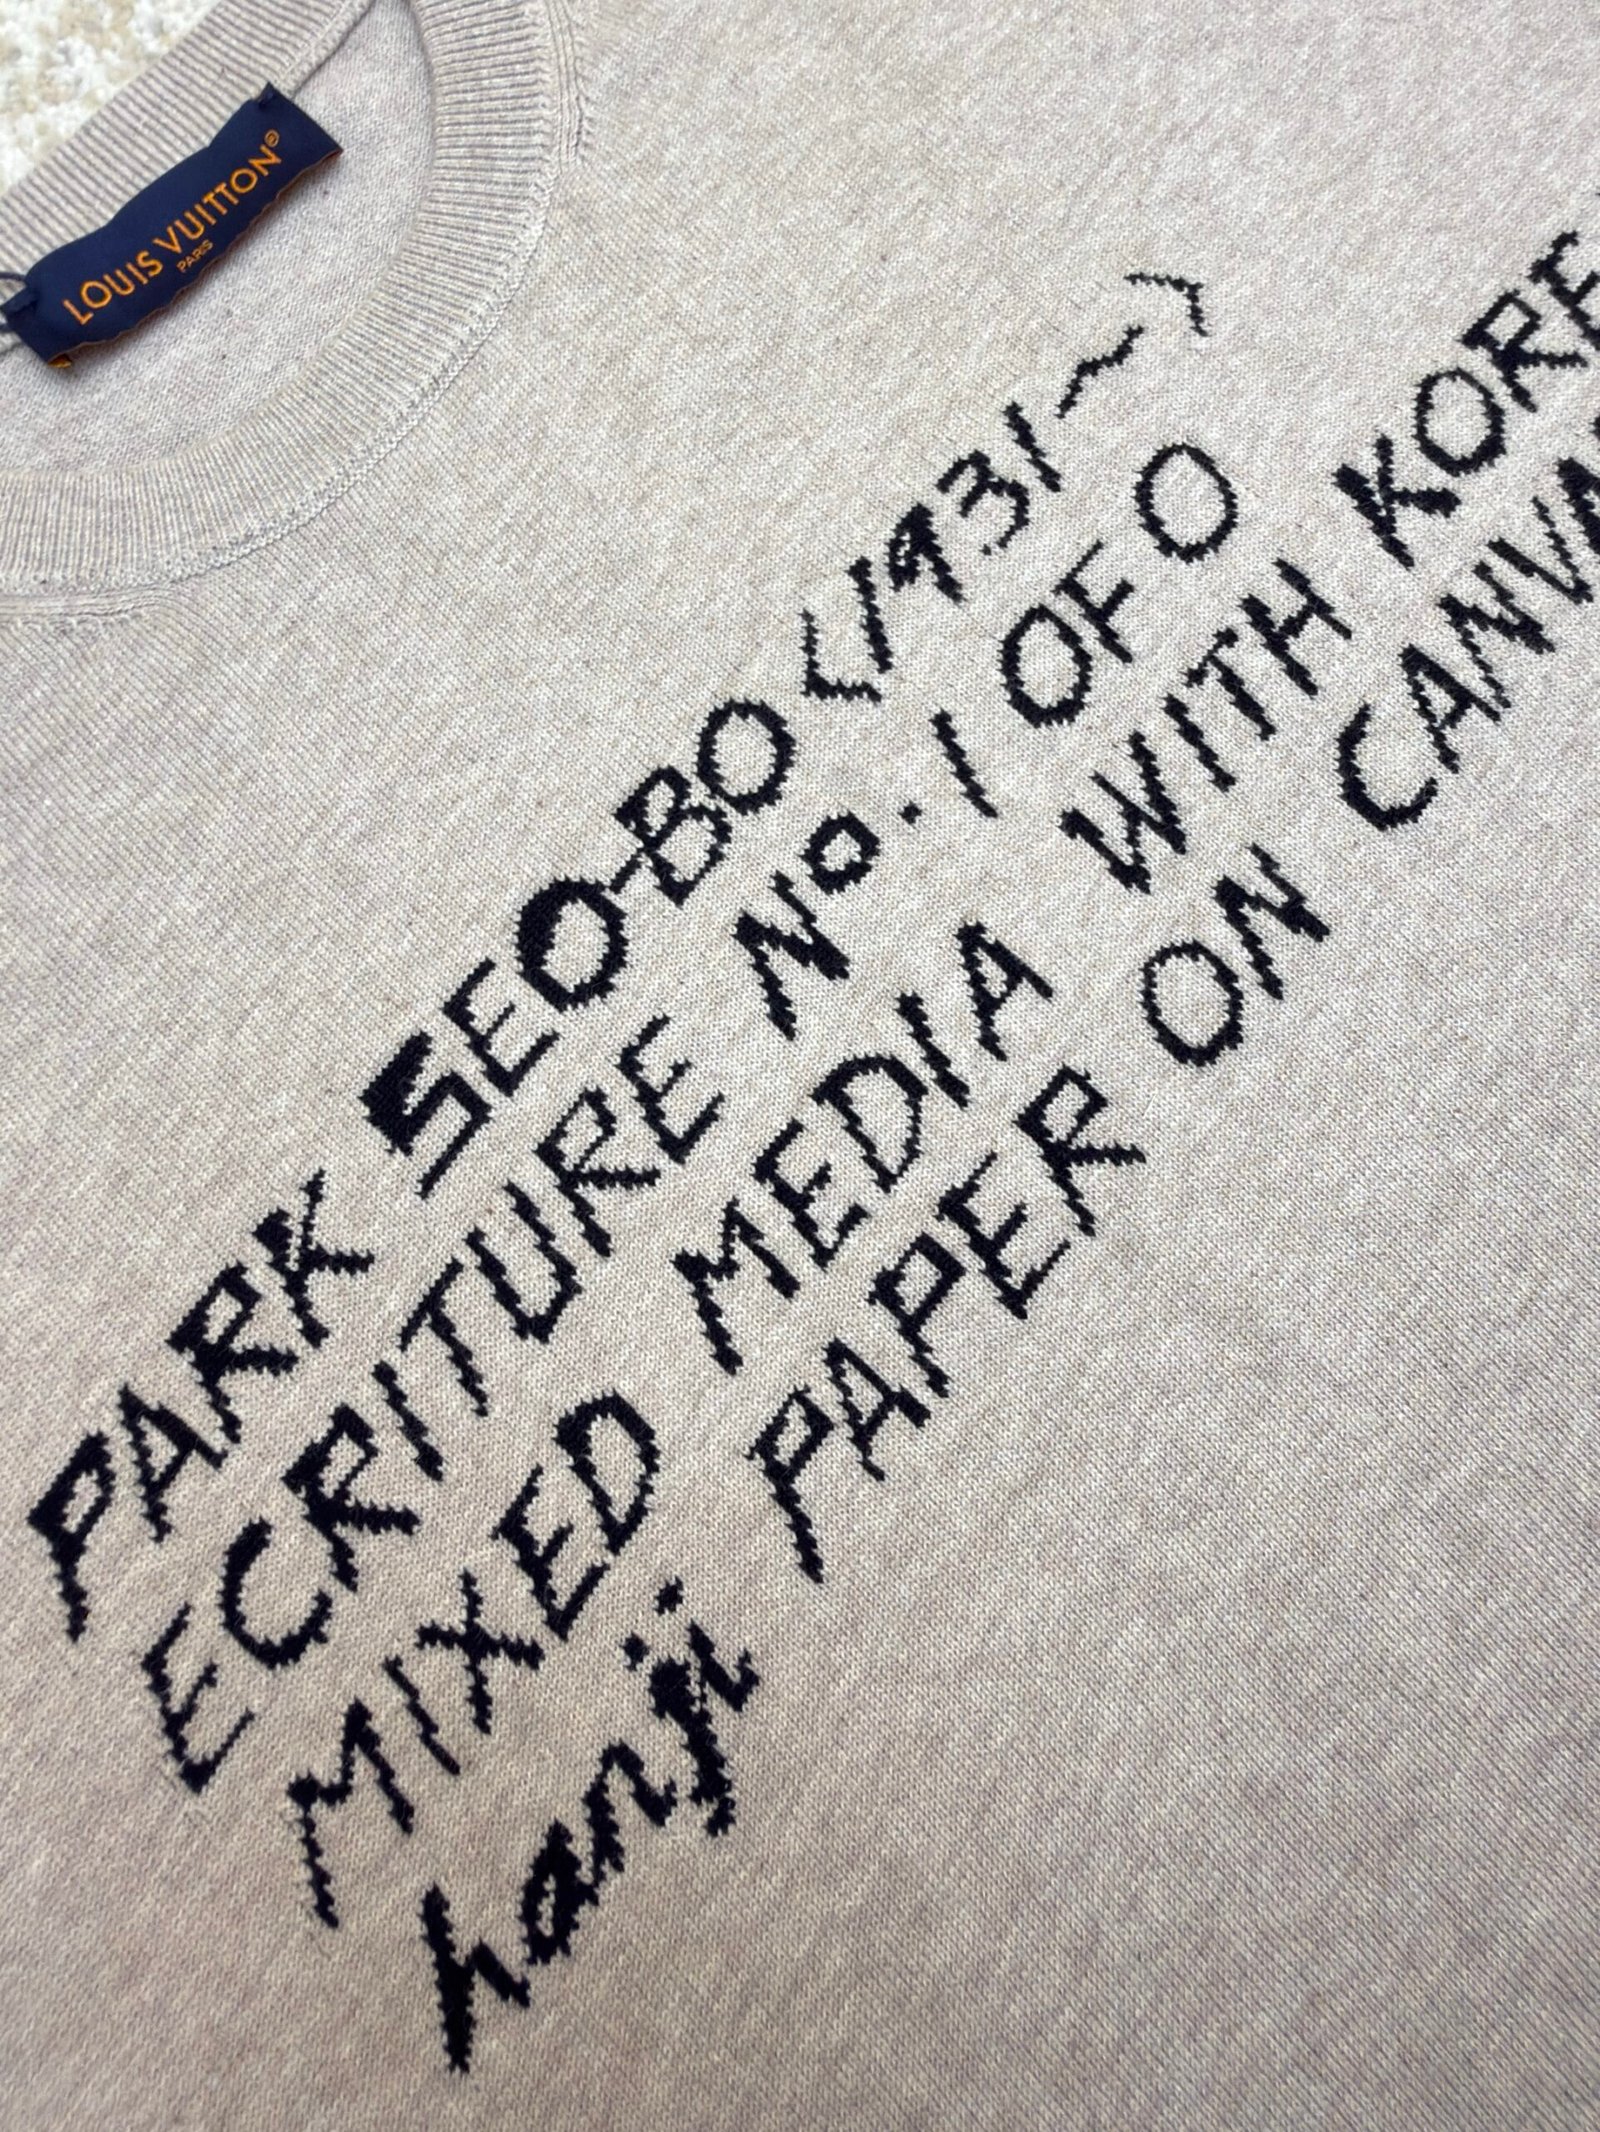 LOUIS VUITTON®
PARIS
PARK SEO-BO [1931~]
ECRITURE No.1 OF O
MIXED MEDIA WITH KORE
hanji PAPER ON CANVA